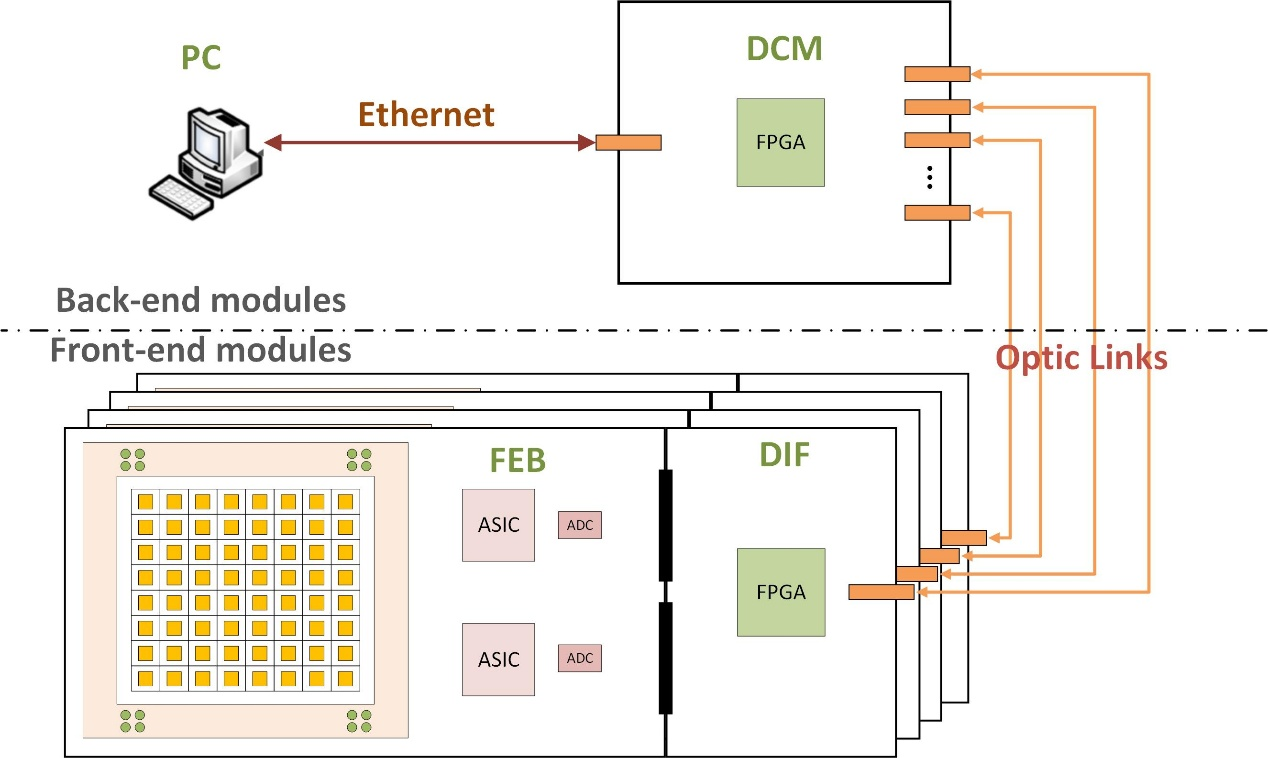 PC
DCM
Ethernet
FPGA
Back-end modules
Front-end modules
Optic Links
FEB
DIF
ASIC
ADC
FPGA
ASIC
ADC